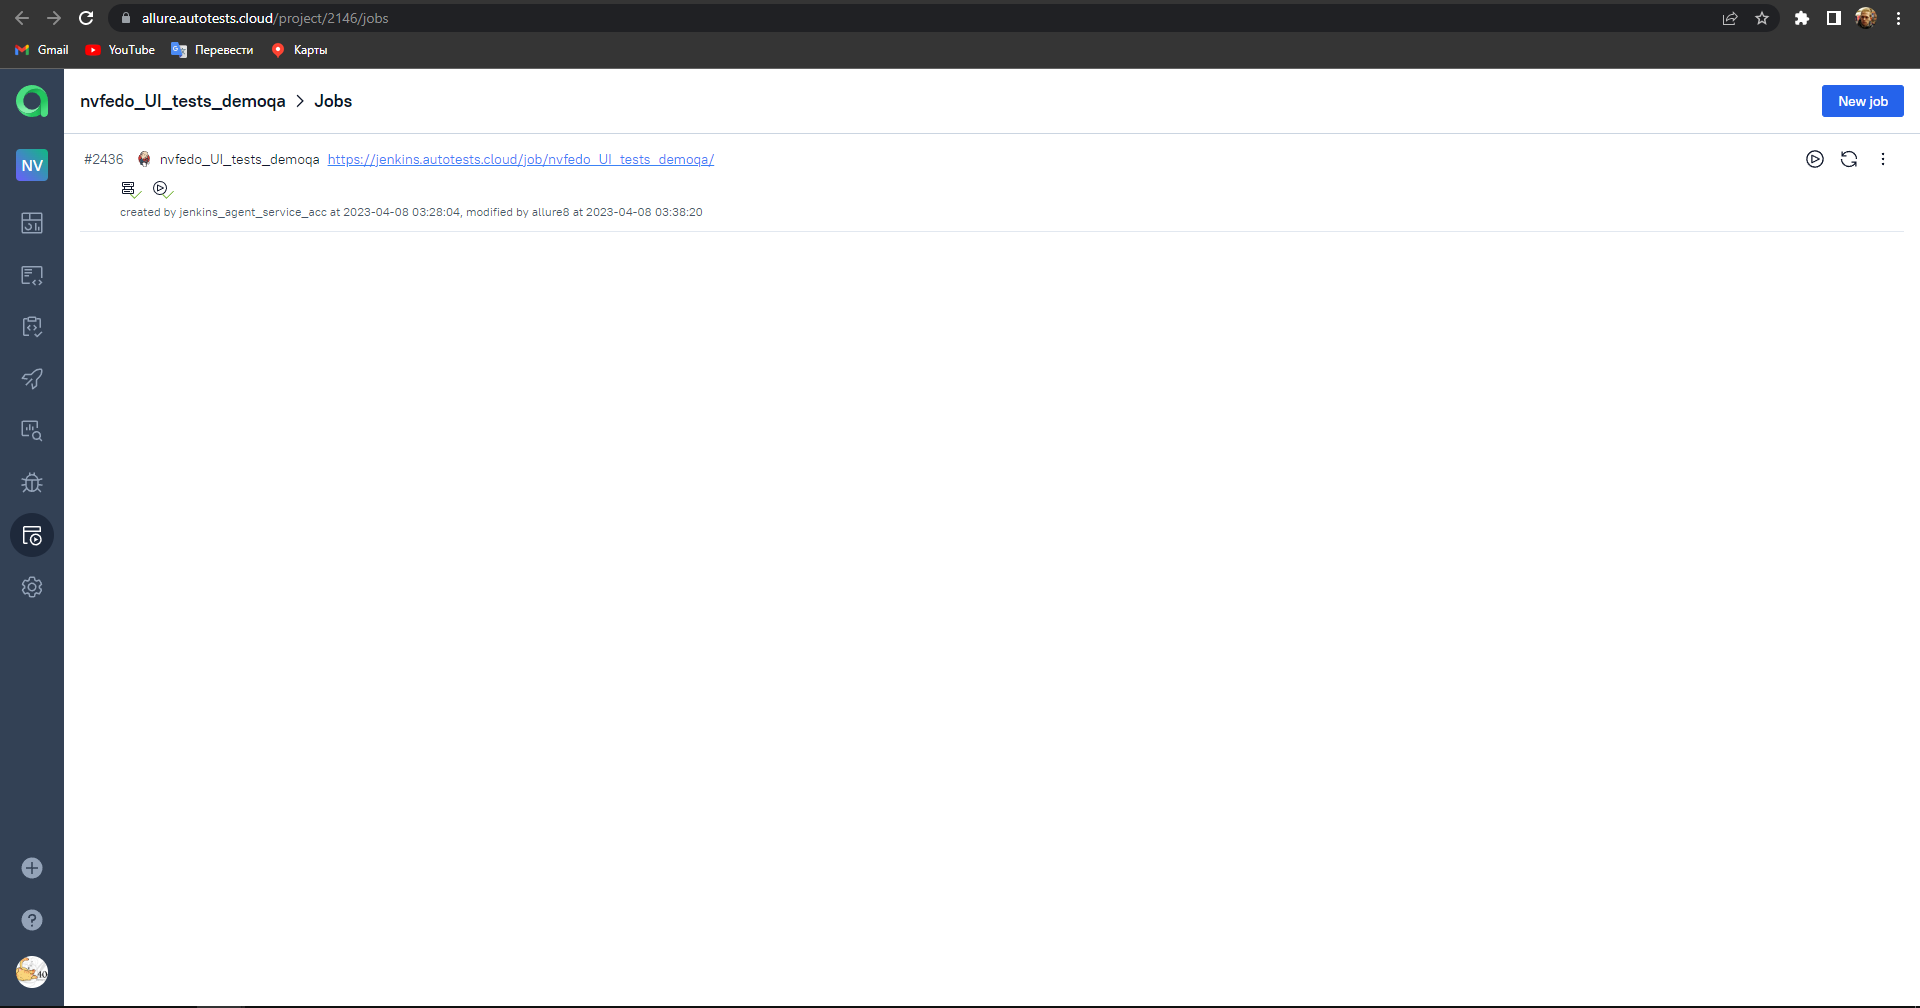 allure.autotests.cloud/project/2146/jobs
Gmail YouTube Перевести Карты
nvfedo_UI_tests_demoqa > Jobs
New job
NV
#2436 nvfedo_UI_tests_demoqa https://jenkins.autotests.cloud/job/nvfedo_UI_tests_demoqa/
created by jenkins_agent_service_acc at 2023-04-08 03:28:04, modified by allure8 at 2023-04-08 03:38:20
40